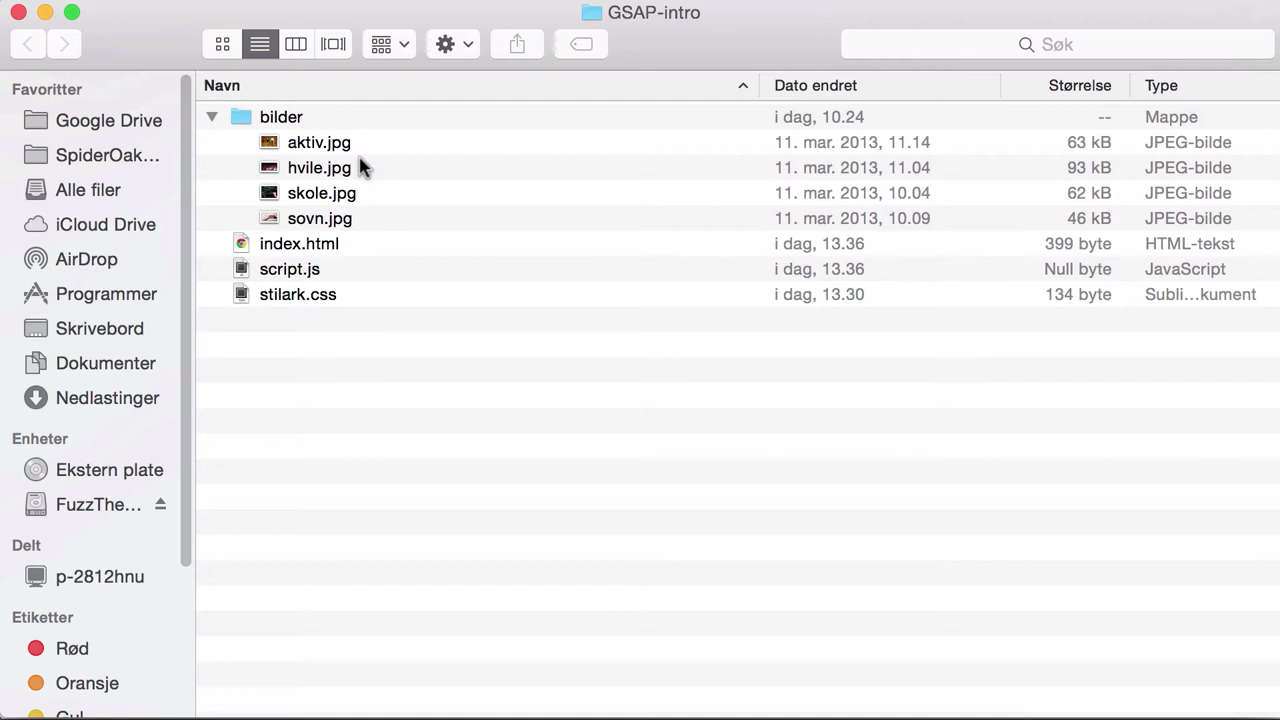 GSAP-intro
Søk
Favoritter
Google Drive
SpiderOak…
Alle filer
iCloud Drive
AirDrop
Programmer
Skrivebord
Dokumenter
Nedlastinger
Enheter
Ekstern plate
FuzzThe…
Delt
p-2812hnu
Etiketter
Rød
Oransje
Gul
Navn Dato endret Størrelse Type
bilder i dag, 10.24 -- Mappe
aktiv.jpg 11. mar. 2013, 11.14 63 kB JPEG-bilde
hvile.jpg 11. mar. 2013, 11.04 93 kB JPEG-bilde
skole.jpg 11. mar. 2013, 10.04 62 kB JPEG-bilde
sovn.jpg 11. mar. 2013, 10.09 46 kB JPEG-bilde
index.html i dag, 13.36 399 byte HTML-tekst
script.js i dag, 13.36 Null byte JavaScript
stilark.css i dag, 13.30 134 byte Subli…kument